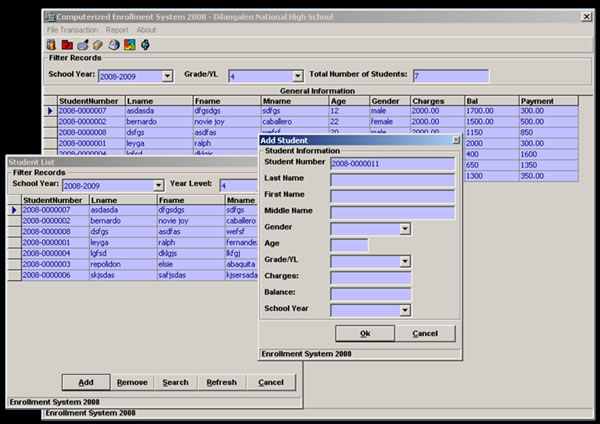 Computerized Enrollment System 2008 - Dilangalen National High School
File Transaction Report About
Filter Records
School Year: 2008-2009 Grade/YL 4 Total Number of Students: 7
General Information
StudentNumber Lname Fname Mname Age Gender Charges Bal Payment
2008-0000007 asdasda dfgsdgs sdfgs 12 male 2000.00 1700.00 300.00
2008-0000002 bernardo novie joy caballero 22 female 2000.00 1500.00 500.00
2008-0000008 dsfgs asdfas wefsf 20 male 2000.00 1150 850
2008-0000001 leyga ralph 2000.00 300.00
2008-0000004 lgfsd dklgjs 400 1600
650 1350
1300 350.00
Student List
Filter Records
School Year: 2008-2009 Year Level: 4
StudentNumber Lname Fname Mname
2008-0000007 asdasda dfgsdgs sdfgs
2008-0000002 bernardo novie joy caballero
2008-0000008 dsfgs asdfas wefsf
2008-0000001 leyga ralph fernande
2008-0000004 lgfsd dklgjs lkfgj
2008-0000003 repolidon elsie abaquita
2008-0000006 skjsdas safjsdas kjsersada
Add Remove Search Refresh Cancel
Enrollment System 2008
Add Student
Student Information
Student Number 2008-0000011
Last Name
First Name
Middle Name
Gender
Age
Grade/YL
Charges:
Balance:
School Year
Ok Cancel
Enrollment System 2008
Enrollment System 2008